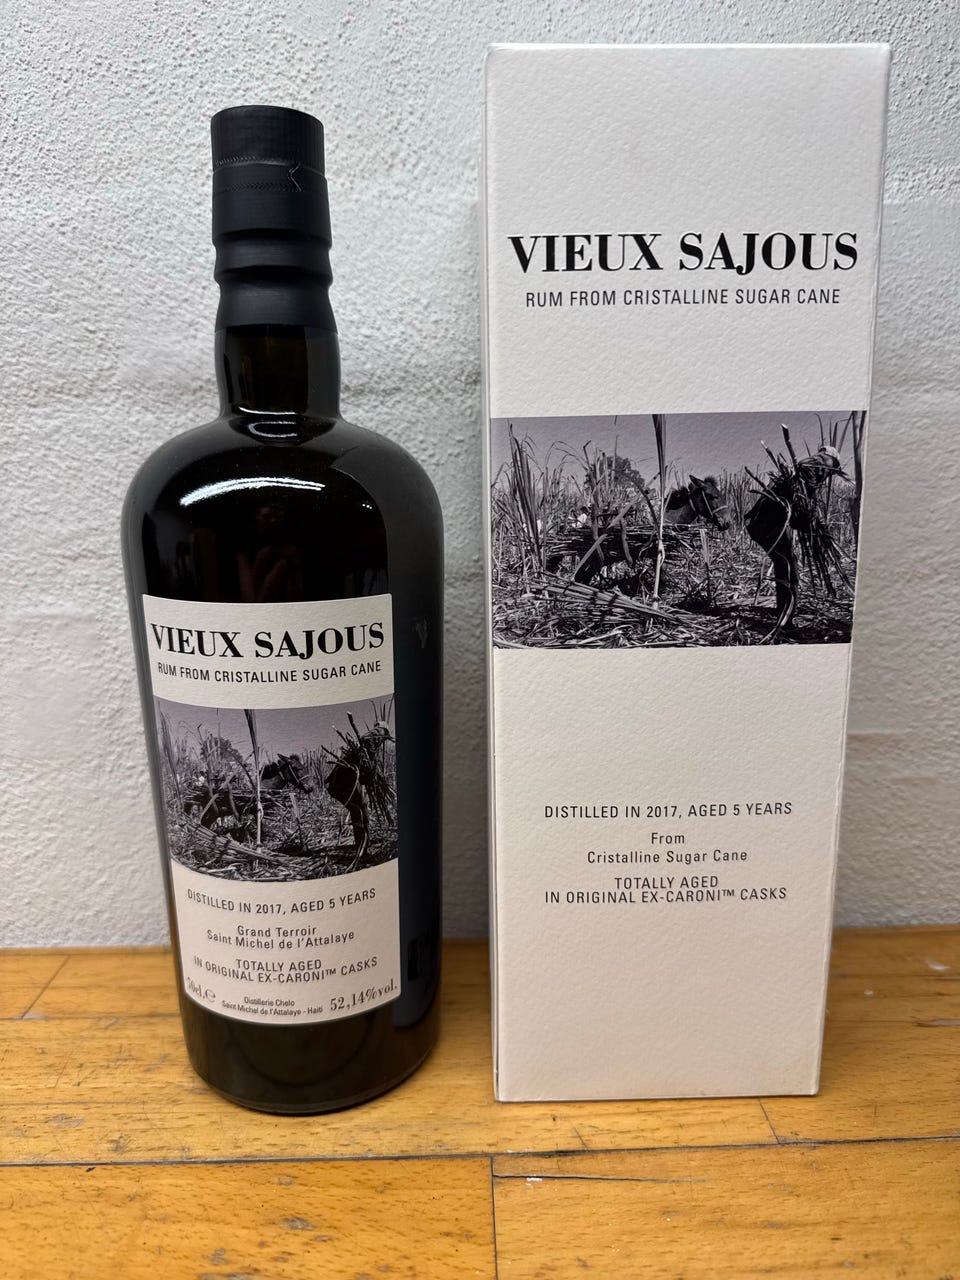 VIEUX SAJOUS
RUM FROM CRISTALLINE SUGAR CANE
DISTILLED IN 2017, AGED 5 YEARS
Grand Terroir
Saint Michel de l'Attalaye
TOTALLY AGED
IN ORIGINAL EX-CARONI™ CASKS
70cl.℮
Distillerie Chelo
Saint Michel de l'Attalaye - Haiti
52,14%vol.
VIEUX SAJOUS
RUM FROM CRISTALLINE SUGAR CANE
DISTILLED IN 2017, AGED 5 YEARS
From
Cristalline Sugar Cane
TOTALLY AGED
IN ORIGINAL EX-CARONI™ CASKS